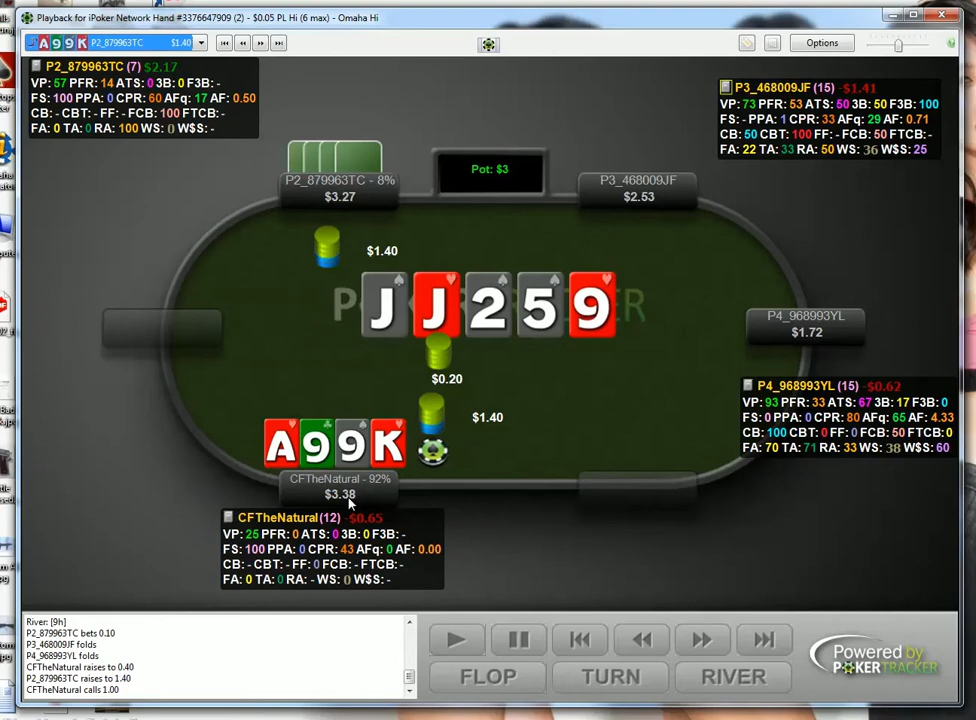 Playback for iPoker Network Hand #3376647909 (2) - $0.05 PL Hi (6 max) - Omaha Hi
A 9 9 K P2_879963TC $1.40
Options
P2_879963TC (7) $2.17
VP: 57 PFR: 14 ATS: 0 3B: 0 F3B: -
FS: 100 PPA: 0 CPR: 60 AFq: 17 AF: 0.50
CB: - CBT: - FF: - FCB: 100 FTCB: -
FA: 0 TA: 0 RA: 100 WS: 0 W$S: -
P3_468009JF (15) -$1.41
VP: 73 PFR: 53 ATS: 50 3B: 50 F3B: 100
FS: - PPA: 1 CPR: 33 AFq: 29 AF: 0.71
CB: 50 CBT: 100 FF: - FCB: 50 FTCB: -
FA: 22 TA: 33 RA: 50 WS: 36 W$S: 25
P2_879963TC - 8%
$3.27
Pot: $3
P3_468009JF
$2.53
$1.40
J J 2 5 9
P4_968993YL
$1.72
$0.20
$1.40
A 9 9 K
CFTheNatural - 92%
$3.38
P4_968993YL (15) -$0.62
VP: 93 PFR: 33 ATS: 67 3B: 17 F3B: 0
FS: 0 PPA: 0 CPR: 80 AFq: 65 AF: 4.33
CB: 100 CBT: 0 FF: 0 FCB: 50 FTCB: 0
FA: 70 TA: 71 RA: 33 WS: 38 W$S: 60
CFTheNatural (12) -$0.65
VP: 25 PFR: 0 ATS: 0 3B: 0 F3B: -
FS: 100 PPA: 0 CPR: 43 AFq: 0 AF: 0.00
CB: - CBT: - FF: 0 FCB: - FTCB: -
FA: 0 TA: 0 RA: - WS: 0 W$S: -
River: [9h]
P2_879963TC bets 0.10
P3_468009JF folds
P4_968993YL folds
CFTheNatural raises to 0.40
P2_879963TC raises to 1.40
CFTheNatural calls 1.00
FLOP
TURN
RIVER
Powered by
POKERTRACKER